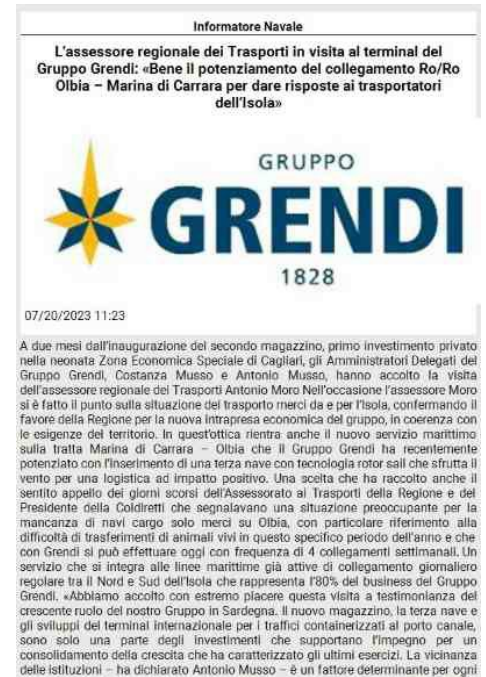 Informatore Navale
L'assessore regionale dei Trasporti in visita al terminal del
Gruppo Grendi: «Bene il potenziamento del collegamento Ro/Ro
Olbia – Marina di Carrara per dare risposte ai trasportatori
dell'Isola»
GRUPPO
GRENDI
1828
07/20/2023 11:23
A due mesi dall'inaugurazione del secondo magazzino, primo investimento privato
nella neonata Zona Economica Speciale di Cagliari, gli Amministratori Delegati del
Gruppo Grendi, Costanza Musso e Antonio Musso, hanno accolto la visita
dell'assessore regionale dei Trasporti Antonio Moro Nell'occasione l'assessore Moro
si è fatto il punto sulla situazione del trasporto merci da e per l'Isola, confermando il
favore della Regione per la nuova intrapresa economica del gruppo, in coerenza con
le esigenze del territorio. In quest'ottica rientra anche il nuovo servizio marittimo
sulla tratta Marina di Carrara – Olbia che il Gruppo Grendi ha recentemente
potenziato con l'inserimento di una terza nave con tecnologia rotor sail che sfrutta il
vento per una logistica ad impatto positivo. Una scelta che ha raccolto anche il
sentito appello dei giorni scorsi dell'Assessorato ai Trasporti della Regione e del
Presidente della Coldiretti che segnalavano una situazione preoccupante per la
mancanza di navi cargo solo merci su Olbia, con particolare riferimento alla
difficoltà di trasferimenti di animali vivi in questo specifico periodo dell'anno e che
con Grendi si può effettuare oggi con frequenza di 4 collegamenti settimanali. Un
servizio che si integra alle linee marittime già attive di collegamento giornaliero
regolare tra il Nord e Sud dell'Isola che rappresenta l'80% del business del Gruppo
Grendi. «Abbiamo accolto con estremo piacere questa visita a testimonianza del
crescente ruolo del nostro Gruppo in Sardegna. Il nuovo magazzino, la terza nave e
gli sviluppi del terminal internazionale per i traffici containerizzati al porto canale,
sono solo una parte degli investimenti che supportano l'impegno per un
consolidamento della crescita che ha caratterizzato gli ultimi esercizi. La vicinanza
delle istituzioni – ha dichiarato Antonio Musso – è un fattore determinante per ogni